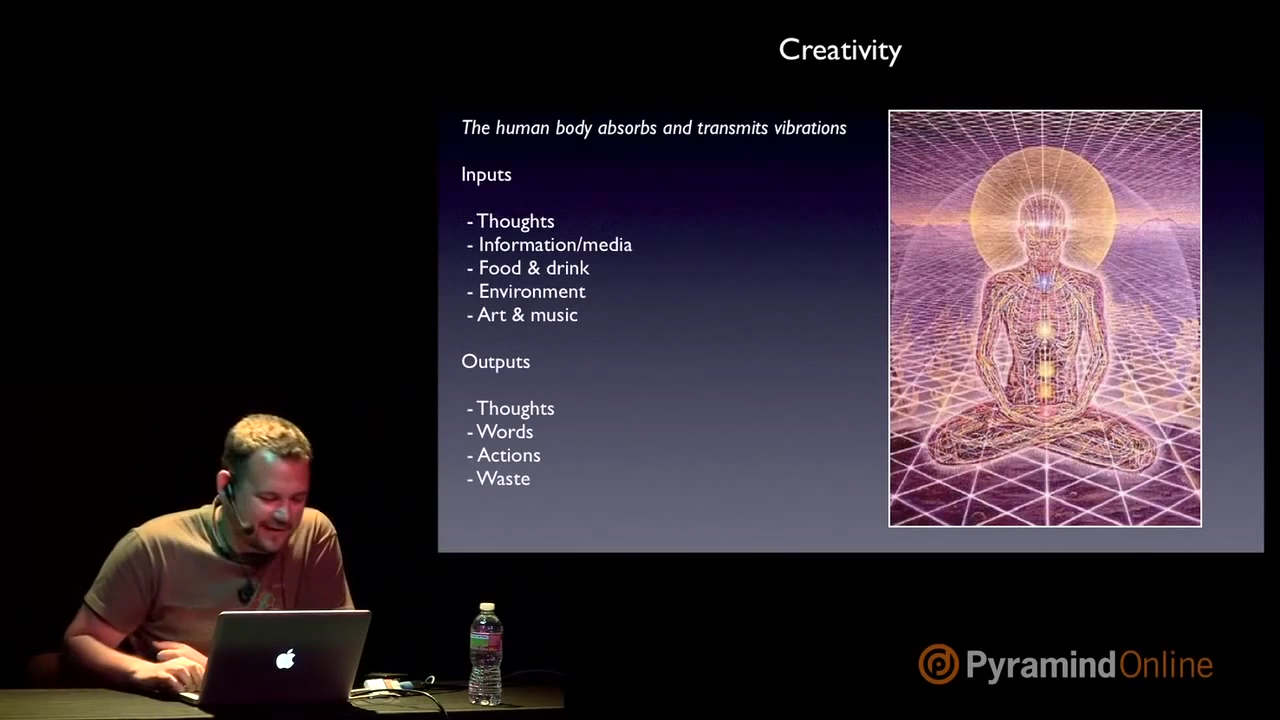 Creativity
The human body absorbs and transmits vibrations
Inputs
- Thoughts
- Information/media
- Food & drink
- Environment
- Art & music
Outputs
- Thoughts
- Words
- Actions
- Waste
PyramindOnline